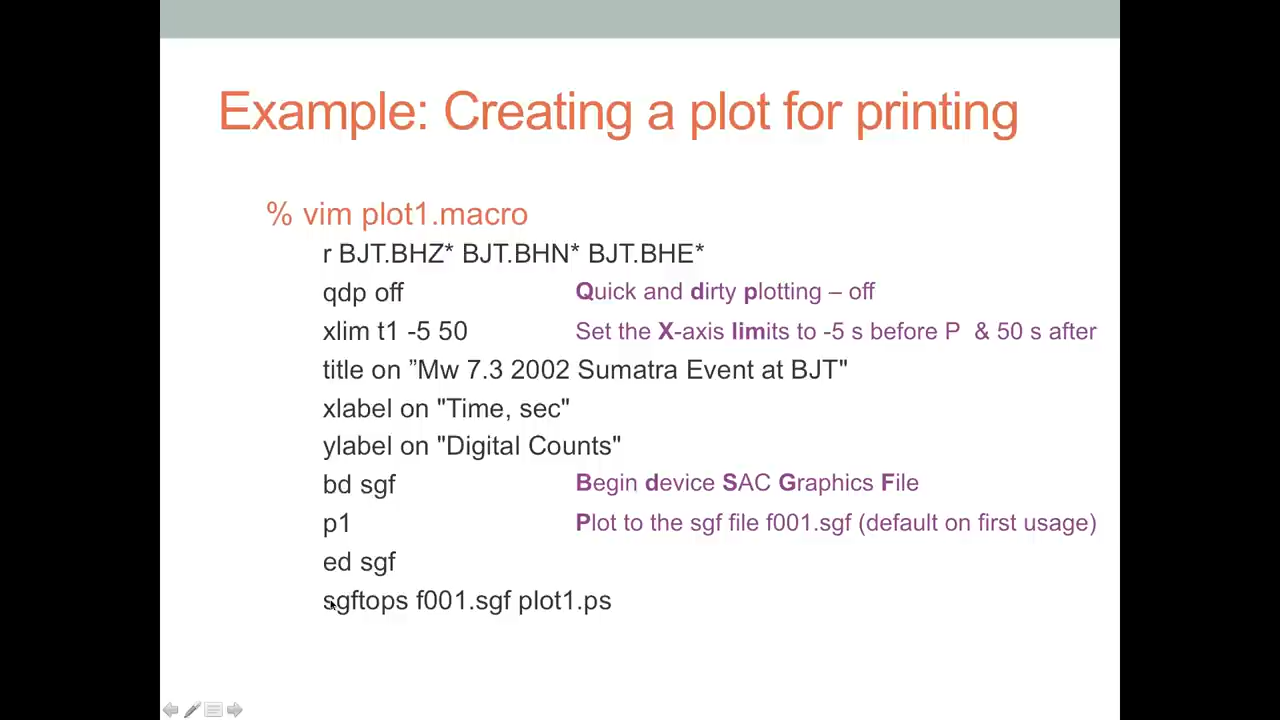 Example: Creating a plot for printing
% vim plot1.macro
r BJT.BHZ* BJT.BHN* BJT.BHE*
qdp off Quick and dirty plotting – off
xlim t1 -5 50 Set the X-axis limits to -5 s before P & 50 s after
title on ”Mw 7.3 2002 Sumatra Event at BJT"
xlabel on "Time, sec"
ylabel on "Digital Counts"
bd sgf Begin device SAC Graphics File
p1 Plot to the sgf file f001.sgf (default on first usage)
ed sgf
sgftops f001.sgf plot1.ps